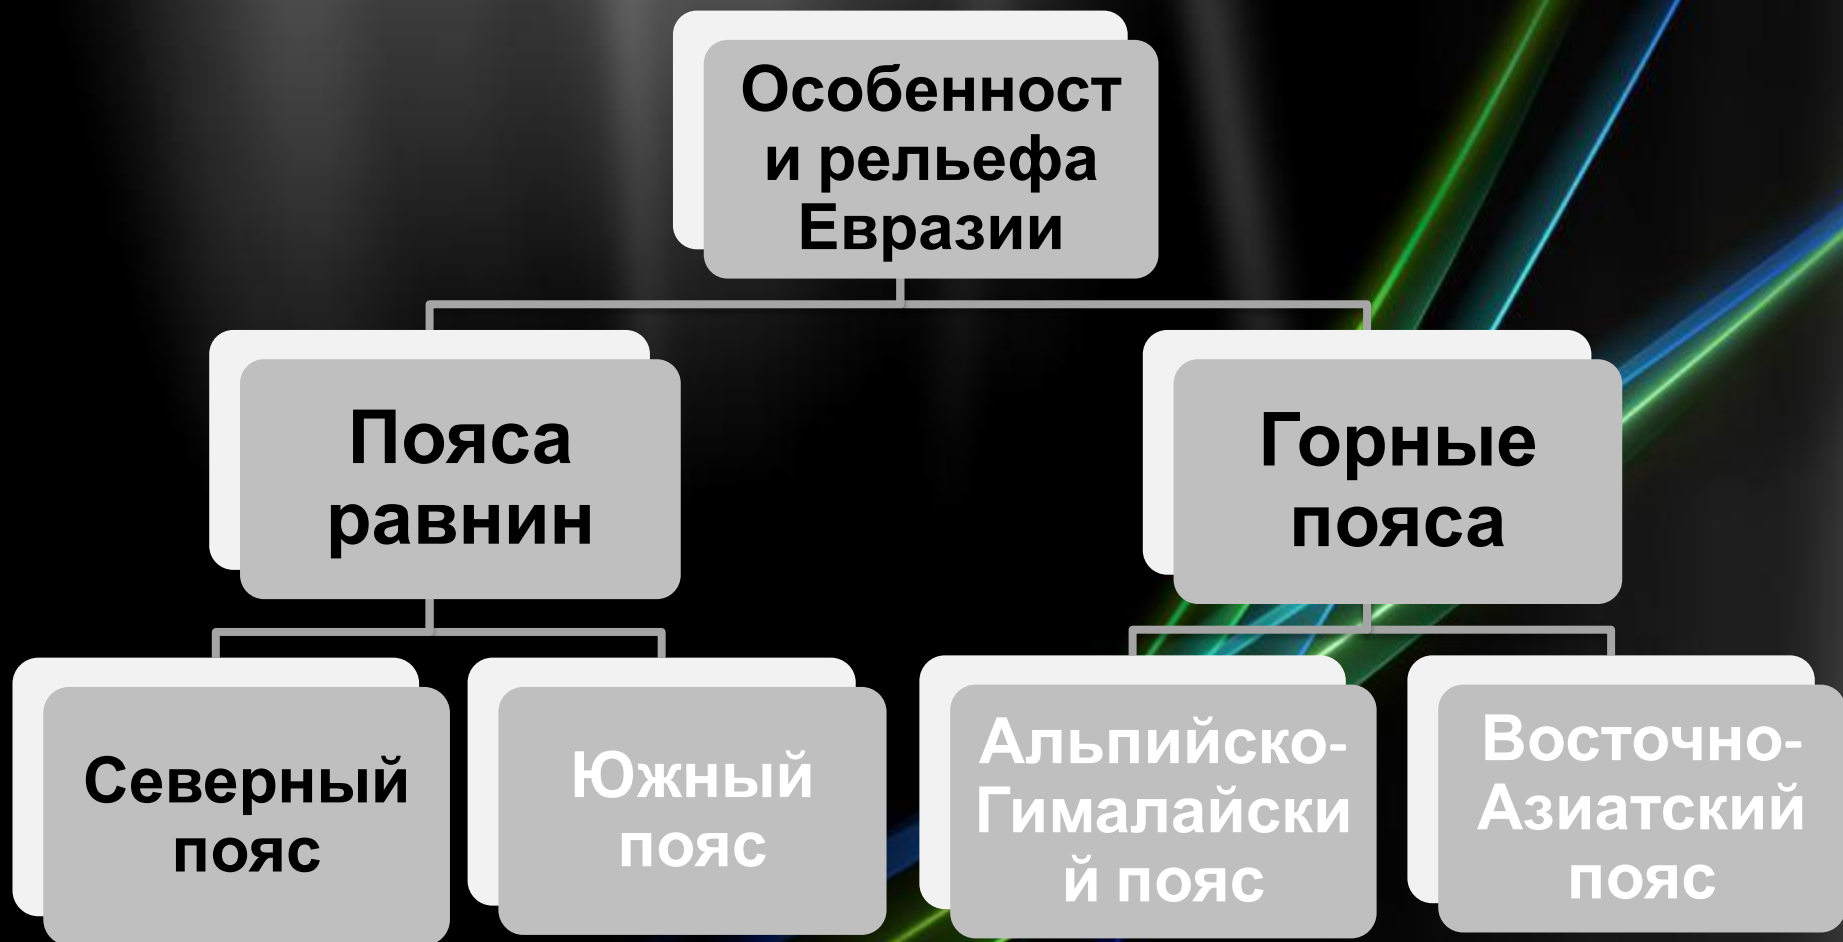 Особенност
и рельефа
Евразии
Пояса
равнин
Горные
пояса
Северный
пояс
Южный
пояс
Альпийско-
Гималайски
й пояс
Восточно-
Азиатский
пояс